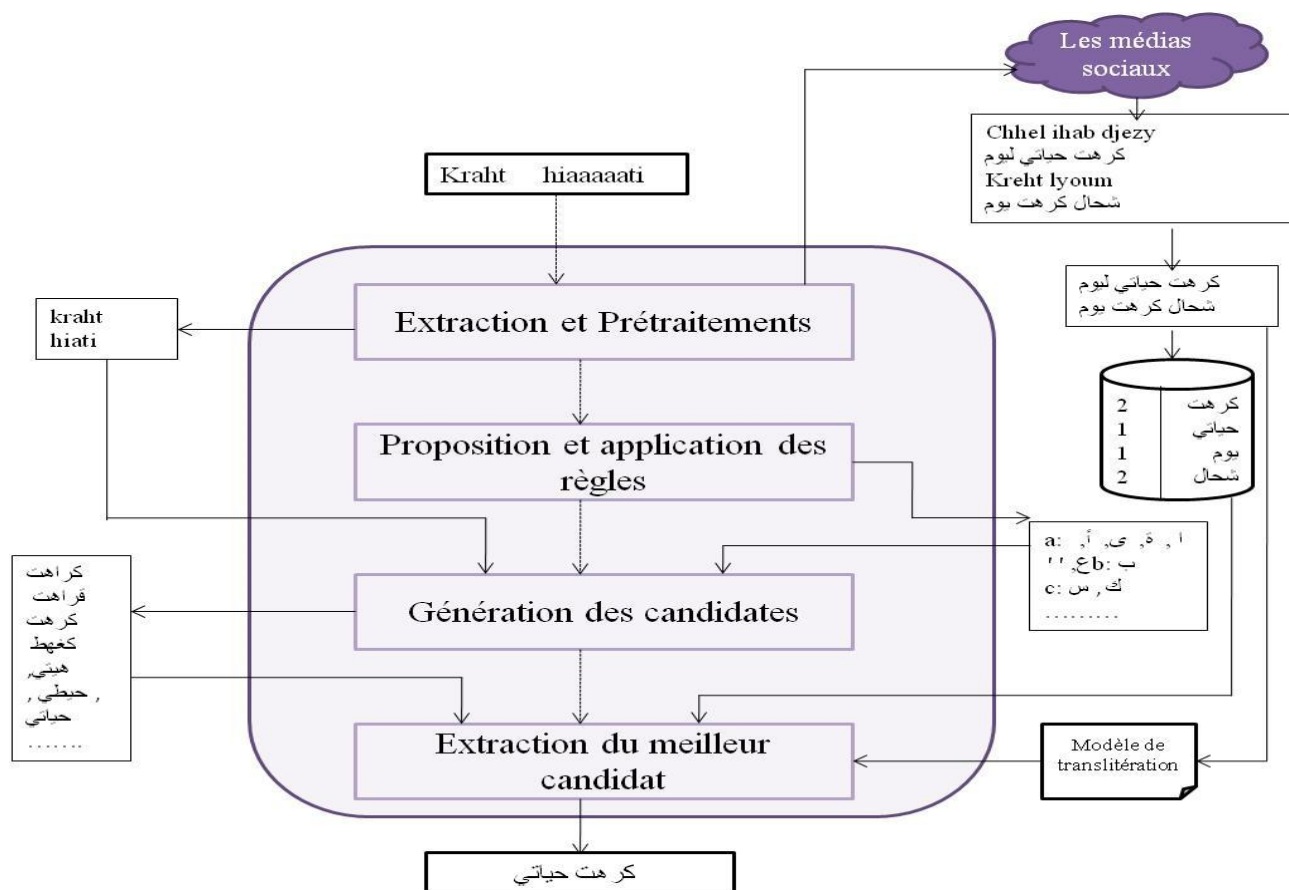 Les médias
sociaux
Chhel ihab djezy
كرهت حياتي ليوم
Kreht lyoum
شحال كرهت يوم
Kraht hiaaaaati
كرهت حياتي ليوم
شحال كرهت يوم
Extraction et Prétraitements
kraht
hiati
2 كرهت
1 حياتي
1 يوم
2 شحال
Proposition et application des
règles
a: ا , ة, ى, أ,
ع, ' ' b: ب
c: ك , س
.........
كراهت
قراهت
كرهت
كغهط
هيتي,
, حيطي ,
حياتي
.......
Génération des candidates
Extraction du meilleur
candidat
Modèle de
translitération
كرهت حياتي